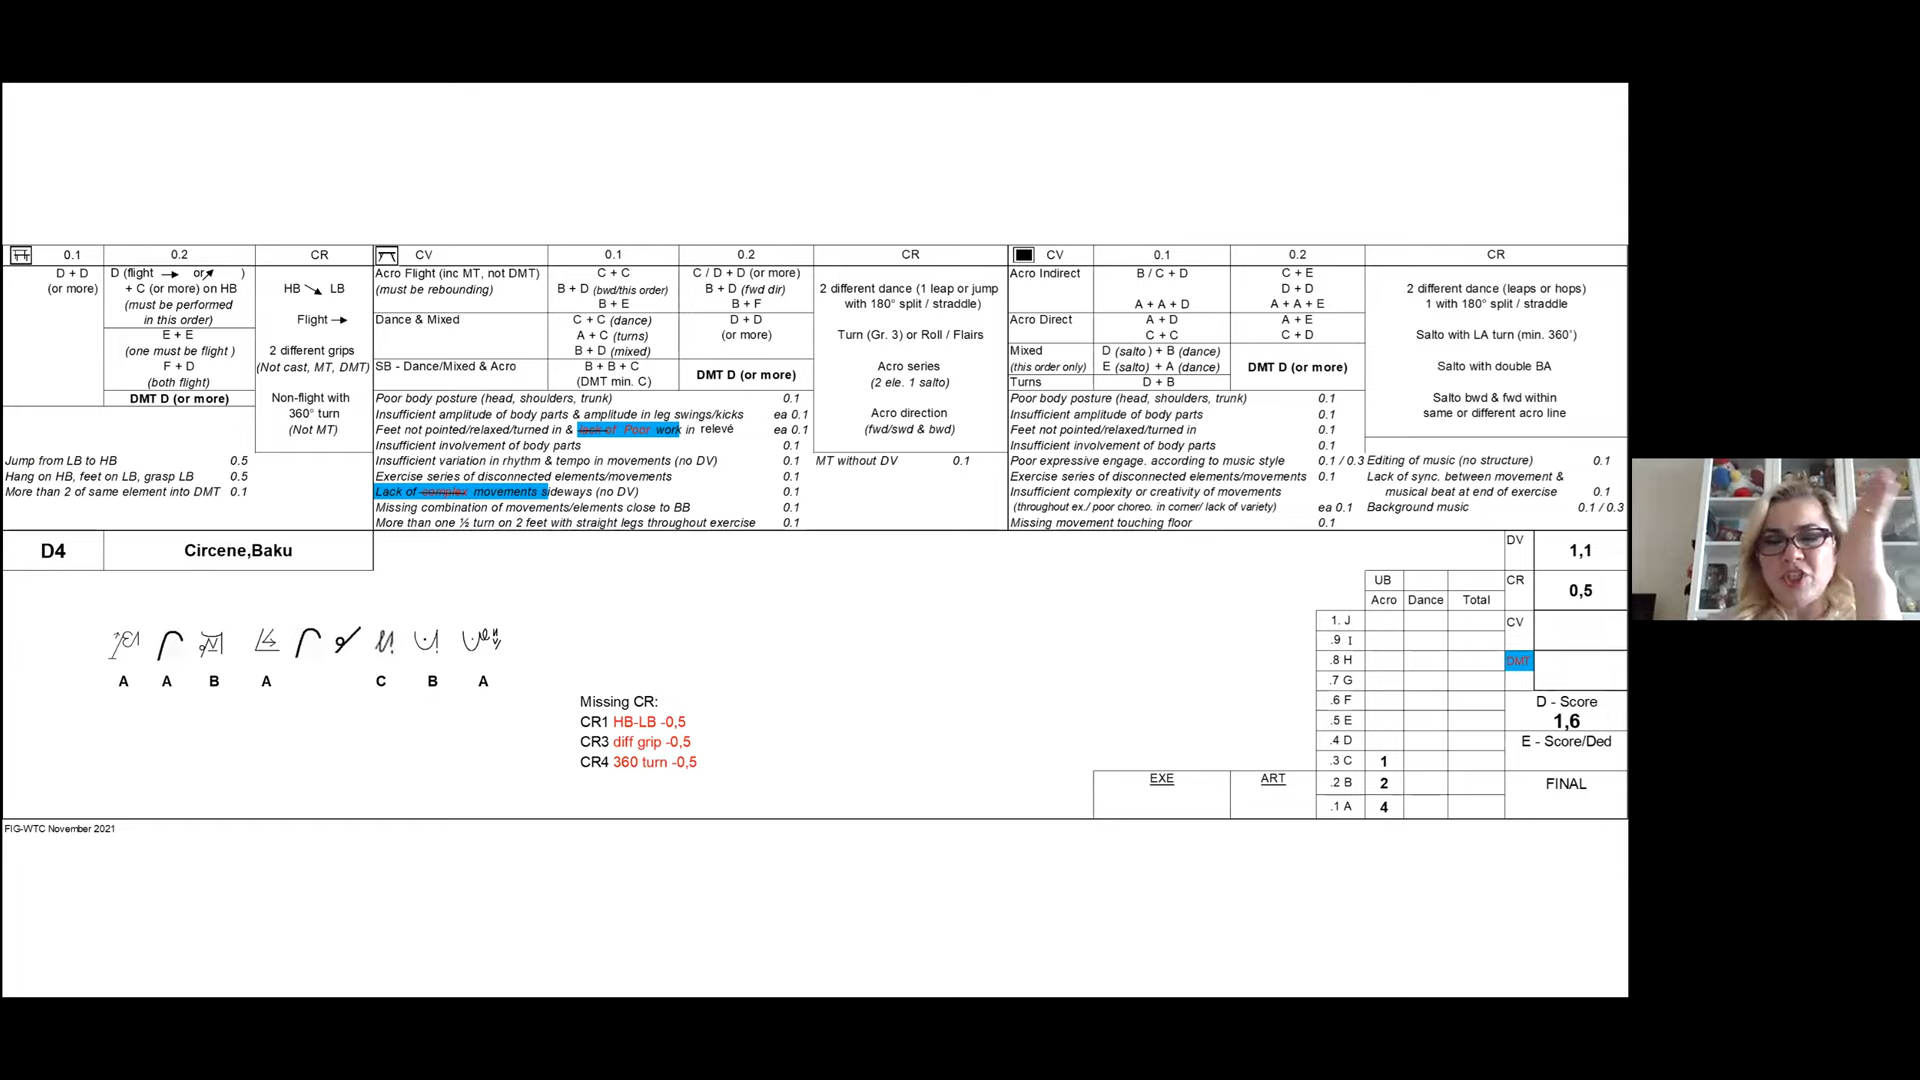 0.1 0.2 CR
D + D
(or more)
D (flight → or↗ )
+ C (or more) on HB
(must be performed
in this order)
E + E
(one must be flight )
F + D
(both flight)
DMT D (or more)
HB ↘ LB
Flight →
2 different grips
(Not cast, MT, DMT)
Non-flight with
360° turn
(Not MT)
Jump from LB to HB 0.5
Hang on HB, feet on LB, grasp LB 0.5
More than 2 of same element into DMT 0.1
CV 0.1 0.2 CR
Acro Flight (inc MT, not DMT)
(must be rebounding)
C + C
B + D (bwd/this order)
B + E
C / D + D (or more)
B + D (fwd dir)
B + F
Dance & Mixed
C + C (dance)
A + C (turns)
B + D (mixed)
D + D
(or more)
SB - Dance/Mixed & Acro
B + B + C
(DMT min. C)
DMT D (or more)
2 different dance (1 leap or jump
with 180° split / straddle)
Turn (Gr. 3) or Roll / Flairs
Acro series
(2 ele. 1 salto)
Acro direction
(fwd/swd & bwd)
MT without DV 0.1
Poor body posture (head, shoulders, trunk) 0.1
Insufficient amplitude of body parts & amplitude in leg swings/kicks ea 0.1
Feet not pointed/relaxed/turned in & lack of Poor work in relevé ea 0.1
Insufficient involvement of body parts 0.1
Insufficient variation in rhythm & tempo in movements (no DV) 0.1
Exercise series of disconnected elements/movements 0.1
Lack of complex movements sideways (no DV) 0.1
Missing combination of movements/elements close to BB 0.1
More than one ½ turn on 2 feet with straight legs throughout exercise 0.1
CV 0.1 0.2 CR
Acro Indirect
B / C + D
A + A + D
C + E
D + D
A + A + E
Acro Direct
A + D
C + C
A + E
C + D
Mixed
(this order only)
D (salto ) + B (dance)
E (salto) + A (dance)
DMT D (or more)
Turns D + B
2 different dance (leaps or hops)
1 with 180° split / straddle
Salto with LA turn (min. 360°)
Salto with double BA
Salto bwd & fwd within
same or different acro line
Poor body posture (head, shoulders, trunk) 0.1
Insufficient amplitude of body parts 0.1
Feet not pointed/relaxed/turned in 0.1
Insufficient involvement of body parts 0.1
Poor expressive engage. according to music style 0.1 / 0.3
Exercise series of disconnected elements/movements 0.1
Insufficient complexity or creativity of movements
(throughout ex./ poor choreo. in corner/ lack of variety) ea 0.1
Missing movement touching floor 0.1
Editing of music (no structure) 0.1
Lack of sync. between movement &
musical beat at end of exercise 0.1
Background music 0.1 / 0.3
D4 Circene,Baku
A A B A C B A
Missing CR:
CR1 HB-LB -0,5
CR3 diff grip -0,5
CR4 360 turn -0,5
EXE ART
UB
Acro Dance Total
1. J
.9 I
.8 H
.7 G
.6 F
.5 E
.4 D
.3 C 1
.2 B 2
.1 A 4
DV 1,1
CR 0,5
CV
DMT
D - Score
1,6
E - Score/Ded
FINAL
FIG-WTC November 2021